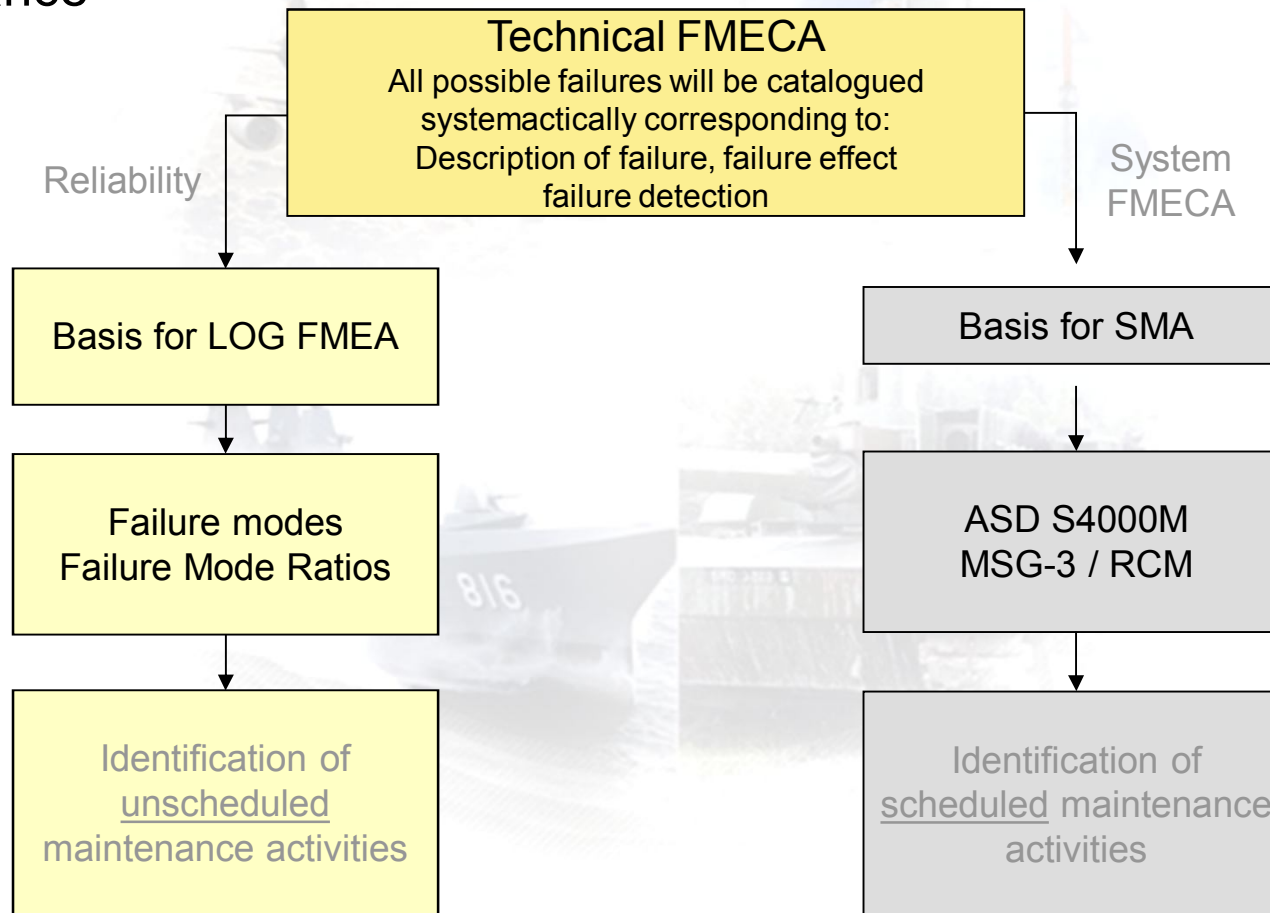 Technical FMECA
All possible failures will be catalogued
systemactically corresponding to:
Description of failure, failure effect
failure detection
Reliability
System
FMECA
Basis for LOG FMEA
Basis for SMA
Failure modes
Failure Mode Ratios
ASD S4000M
MSG-3 / RCM
816
Identification of
unscheduled
maintenance activities
Identification of
scheduled maintenance
activities